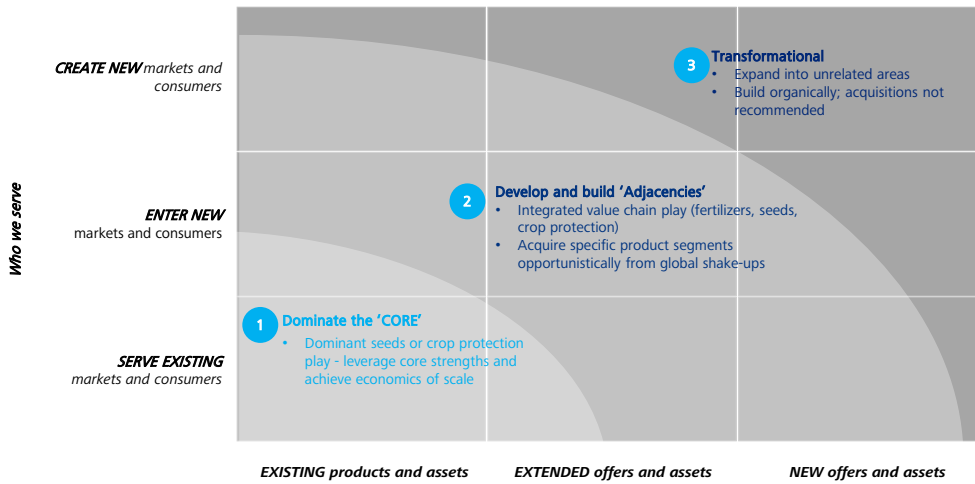 CREATE NEW markets and
consumers
3
Transformational
• Expand into unrelated areas
• Build organically; acquisitions not
recommended
Who we serve
ENTER NEW
markets and consumers
2
Develop and build ‘Adjacencies’
• Integrated value chain play (fertilizers, seeds,
crop protection)
• Acquire specific product segments
opportunistically from global shake-ups
SERVE EXISTING
markets and consumers
1
Dominate the ‘CORE’
• Dominant seeds or crop protection
play - leverage core strengths and
achieve economics of scale
EXISTING products and assets
EXTENDED offers and assets
NEW offers and assets